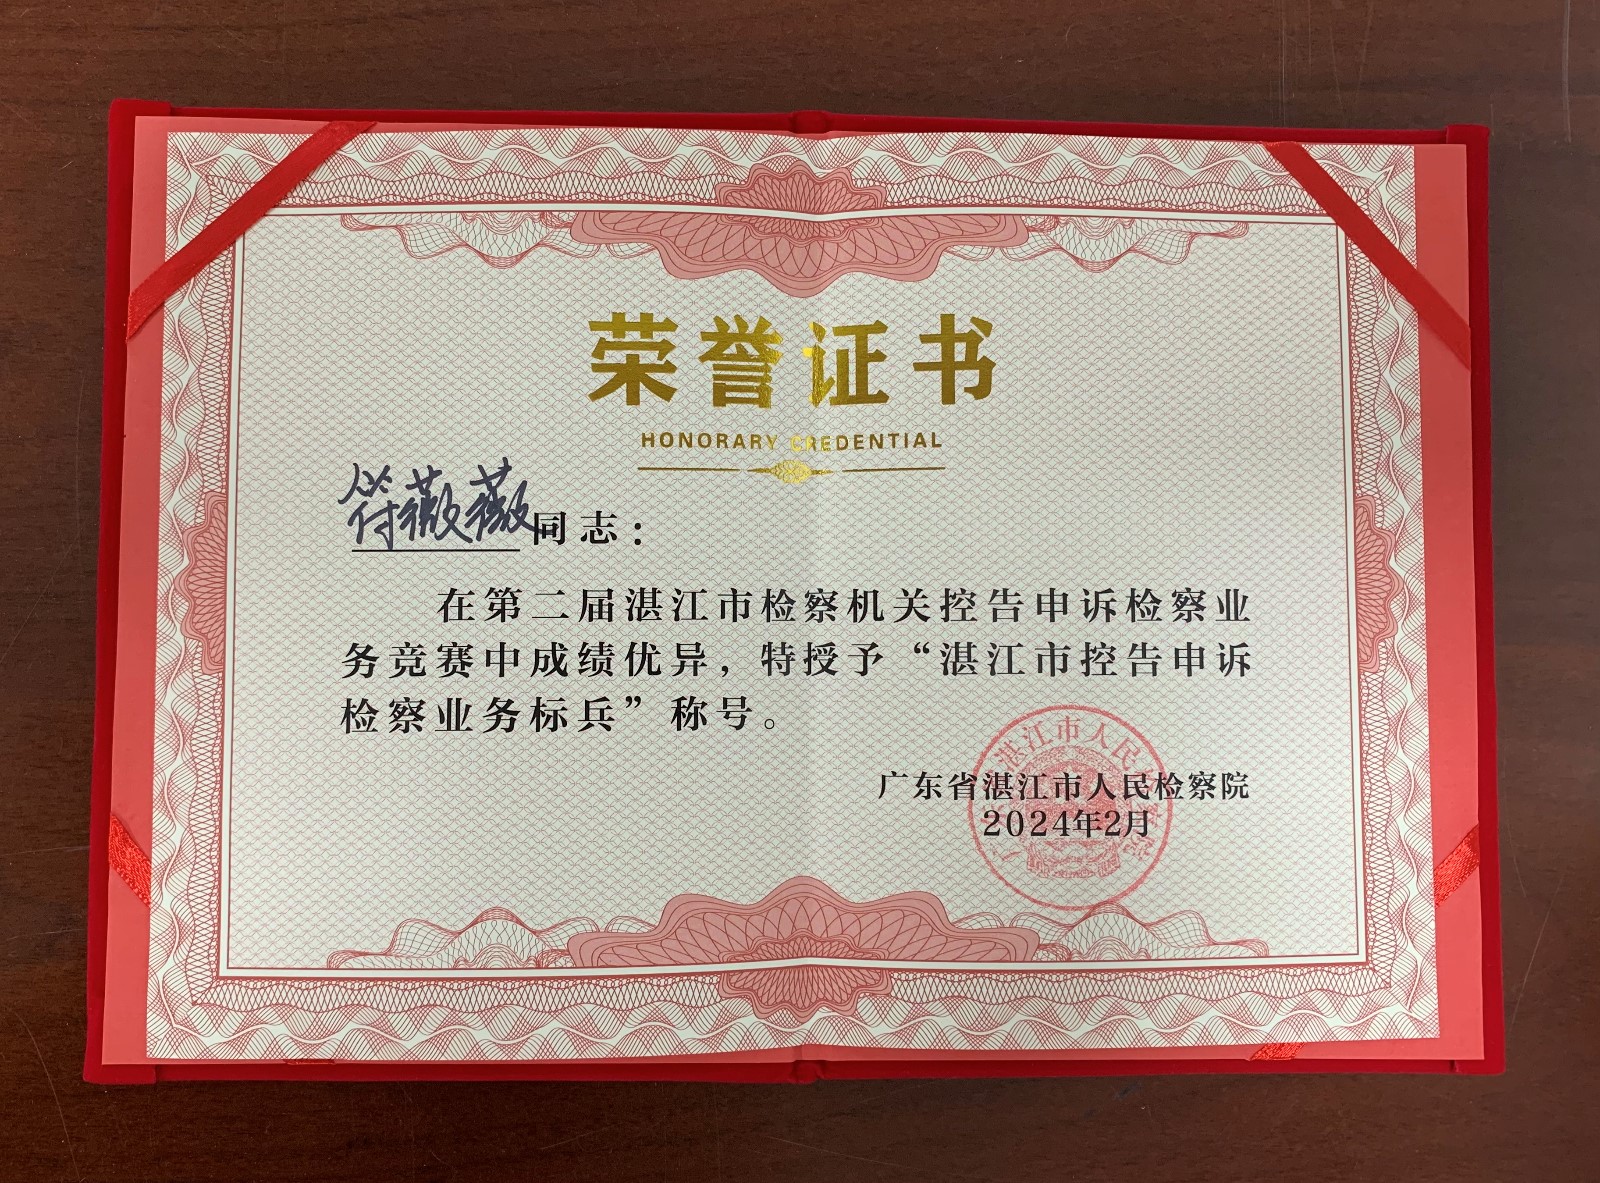 荣誉证书
HONORARY CREDENTIAL
符薇薇同志：
在第二届湛江市检察机关控告申诉检察业
务竞赛中成绩优异，特授予“湛江市控告申诉
检察业务标兵”称号。
广东省湛江市人民检察院
2024年2月